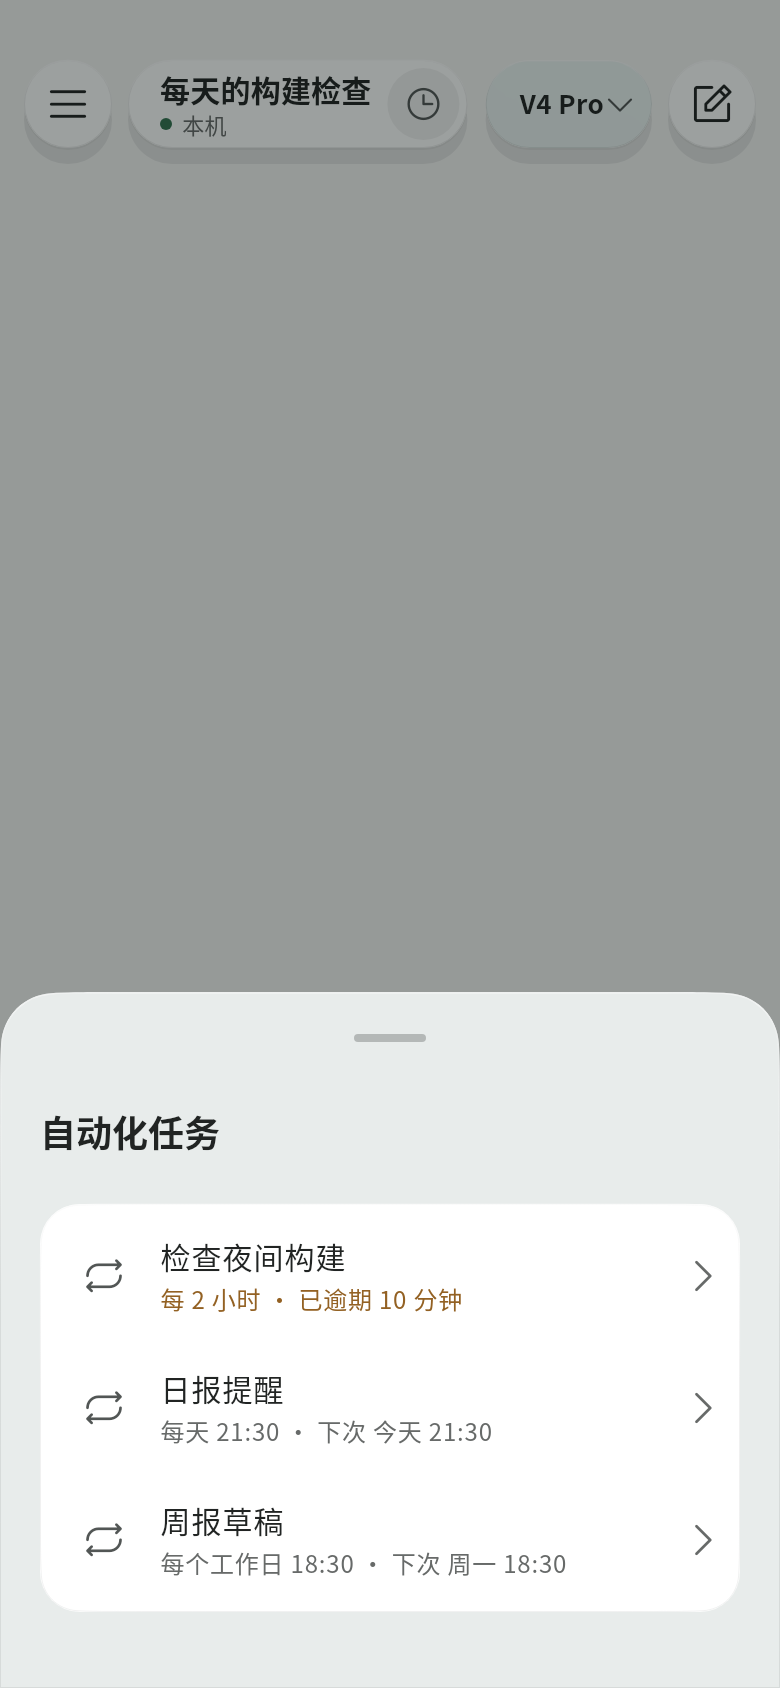 每天的构建检查
本机
V4 Pro
自动化任务
检查夜间构建
每 2 小时 · 已逾期 10 分钟
日报提醒
每天 21:30 · 下次 今天 21:30
周报草稿
每个工作日 18:30 · 下次 周一 18:30